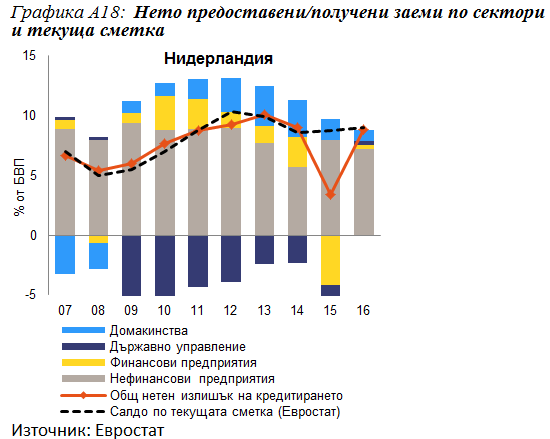 Графика A18: Нето предоставени/получени заеми по сектори
и текуща сметка
Нидерландия
% от БВП
15
10
5
0
-5
07 08 09 10 11 12 13 14 15 16
Домакинства
Държавно управление
Финансови предприятия
Нефинансови предприятия
Общ нетен излишък на кредитирането
Салдо по текущата сметка (Евростат)
Източник: Евростат